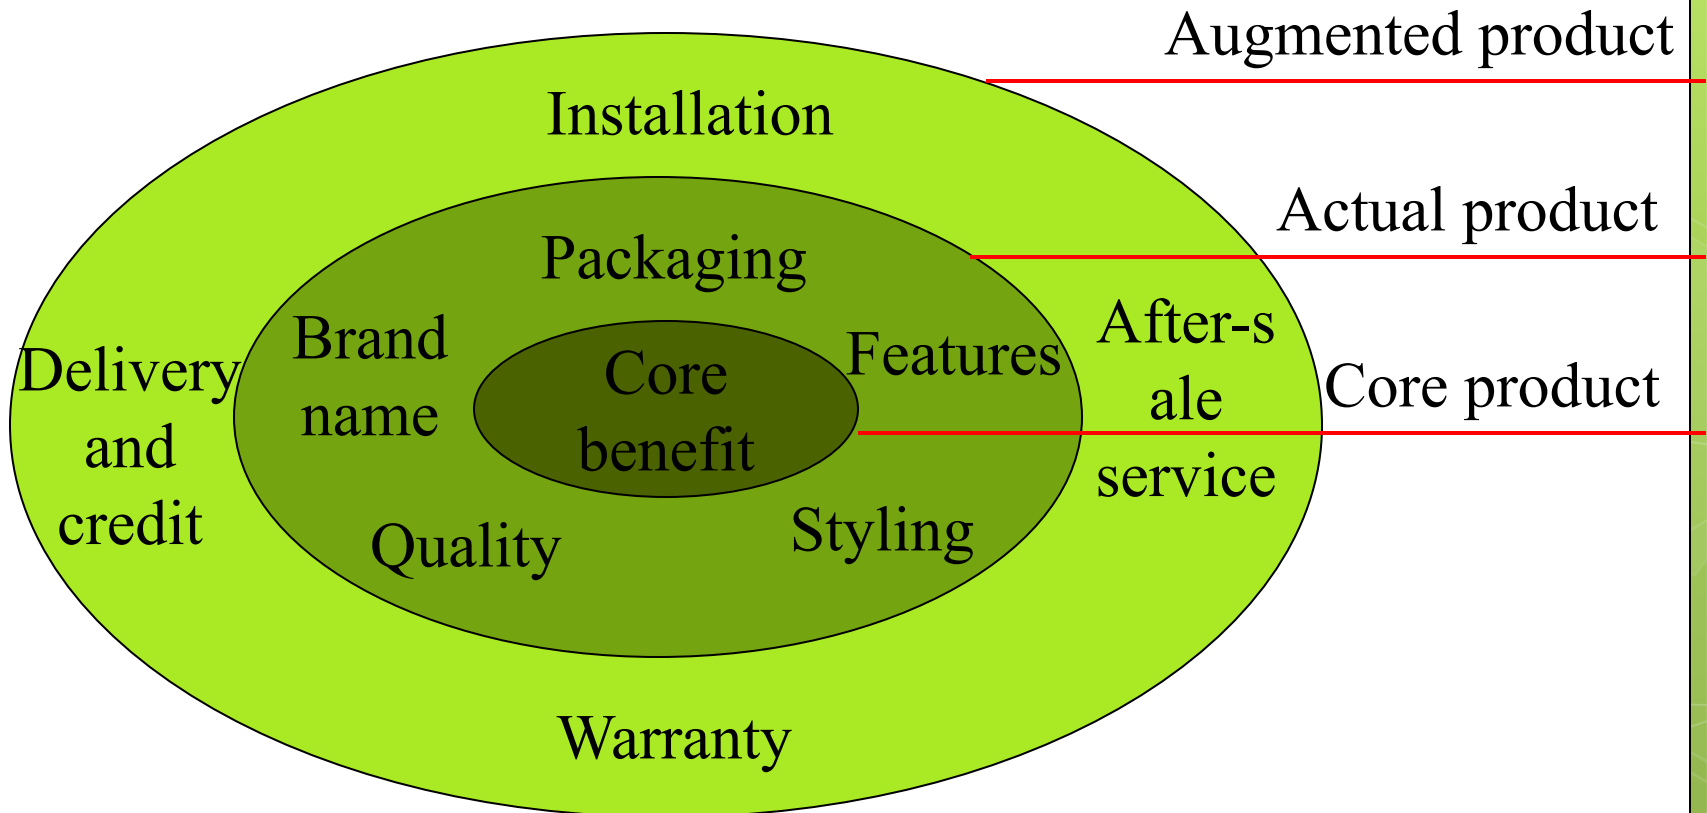 Augmented product
Installation
Actual product
Packaging
Brand
name
Features
After-s
ale
service
Delivery
and
credit
Core
benefit
Core product
Quality
Styling
Warranty